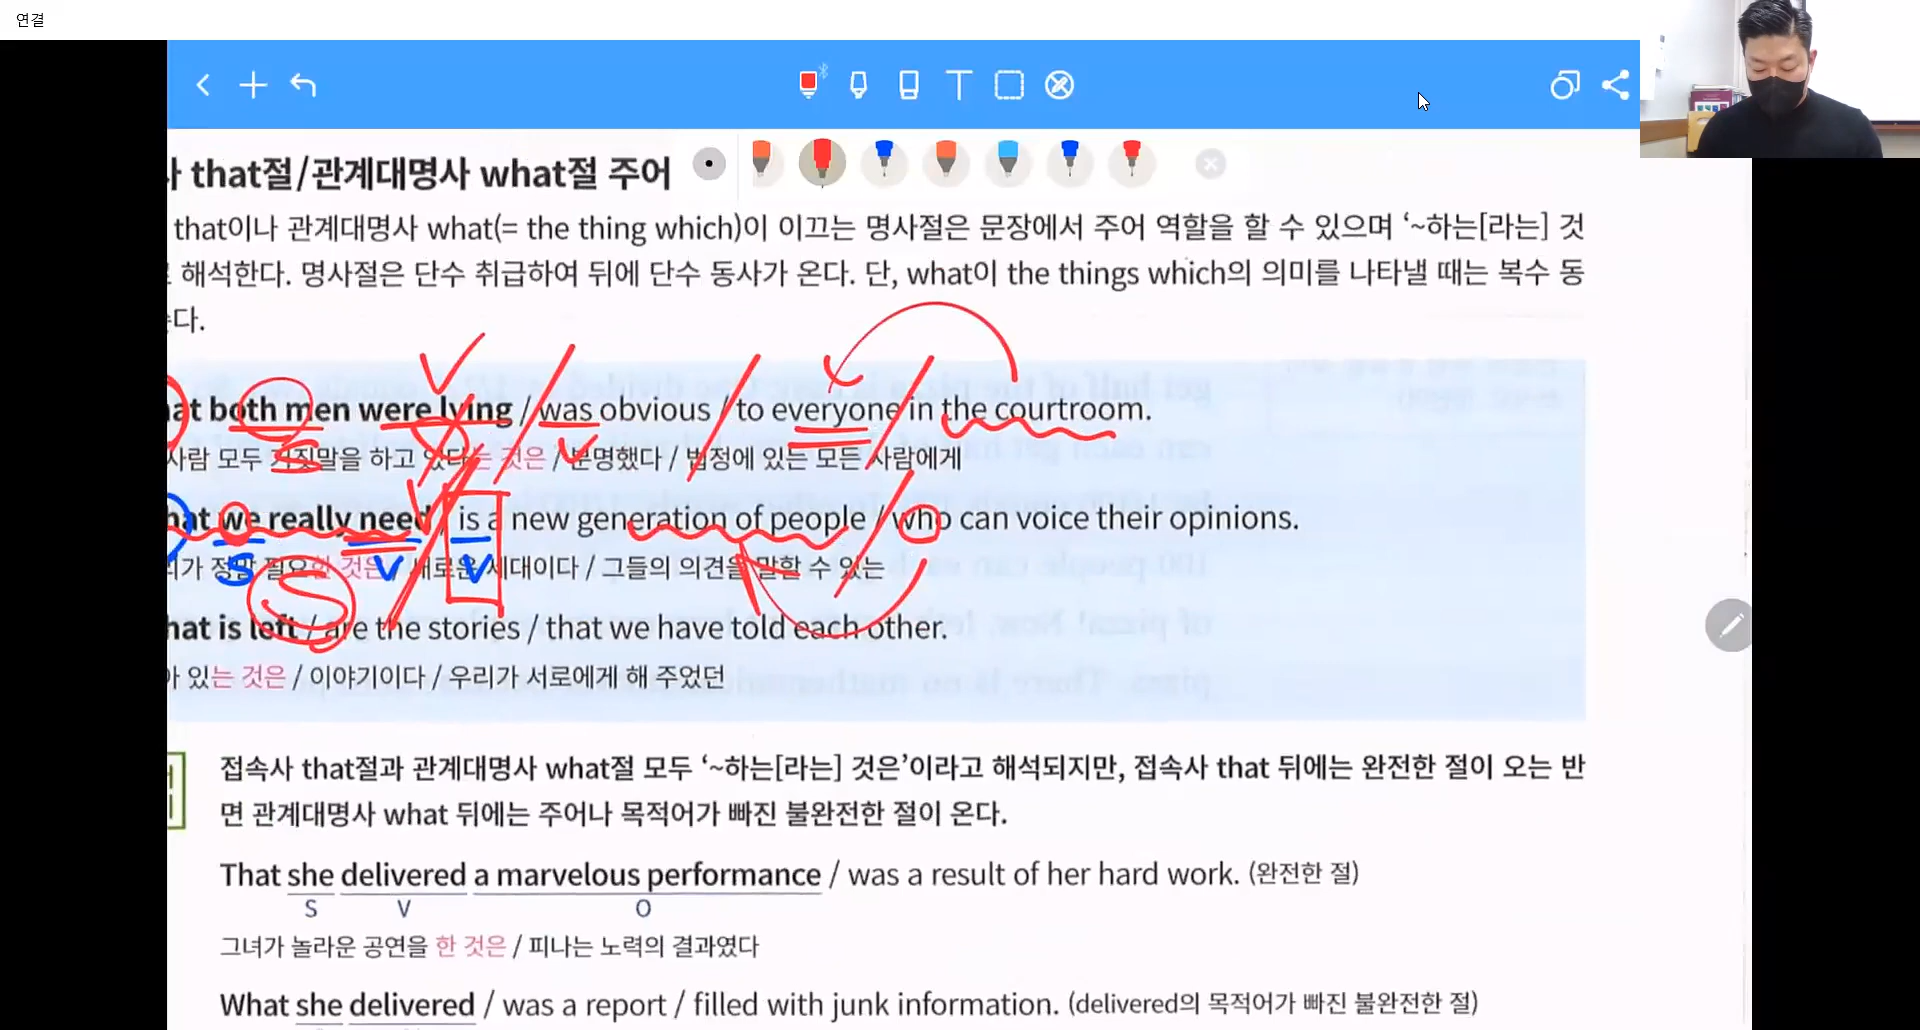 연결
that절/관계대명사 what절 주어
that이나 관계대명사 what(= the thing which)이 이끄는 명사절은 문장에서 주어 역할을 할 수 있으며 ‘~하는[라는] 것
해석한다. 명사절은 단수 취급하여 뒤에 단수 동사가 온다. 단, what이 the things which의 의미를 나타낼 때는 복수 동
다.
both men were lying / was obvious / to everyone in the courtroom.
사람 모두 거짓말을 하고 있다는 것은 / 분명했다 / 법정에 있는 모든 사람에게
S V V
we really need / is a new generation of people / who can voice their opinions.
정말 필요한 것은 / 새로운 세대이다 / 그들의 의견을 말할 수 있는
S V V
S
is left / are the stories / that we have told each other.
있는 것은 / 이야기이다 / 우리가 서로에게 해 주었던
접속사 that절과 관계대명사 what절 모두 ‘~하는[라는] 것은’이라고 해석되지만, 접속사 that 뒤에는 완전한 절이 오는 반
면 관계대명사 what 뒤에는 주어나 목적어가 빠진 불완전한 절이 온다.
That she delivered a marvelous performance / was a result of her hard work. (완전한 절)
S V O
그녀가 놀라운 공연을 한 것은 / 피나는 노력의 결과였다
What she delivered / was a report / filled with junk information. (delivered의 목적어가 빠진 불완전한 절)